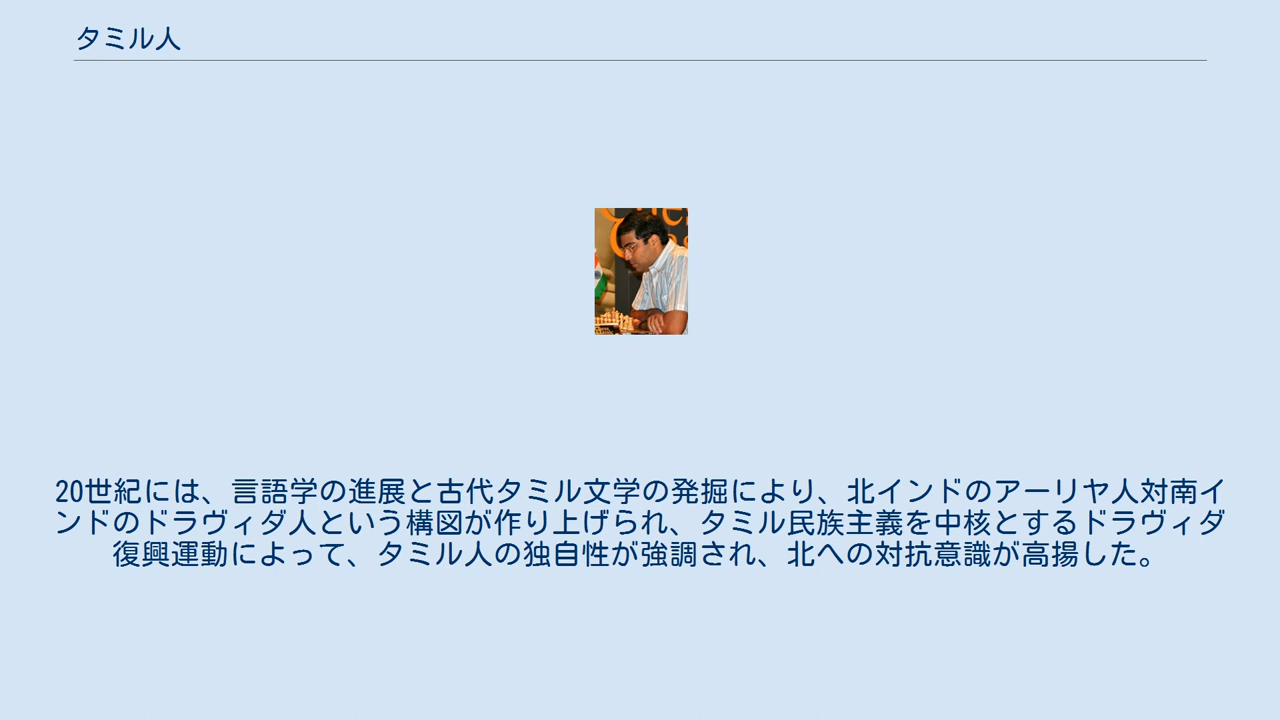 タミル人
20世紀には、言語学の進展と古代タミル文学の発掘により、北インドのアーリヤ人対南イ
ンドのドラヴィダ人という構図が作り上げられ、タミル民族主義を中核とするドラヴィダ
復興運動によって、タミル人の独自性が強調され、北への対抗意識が高揚した。